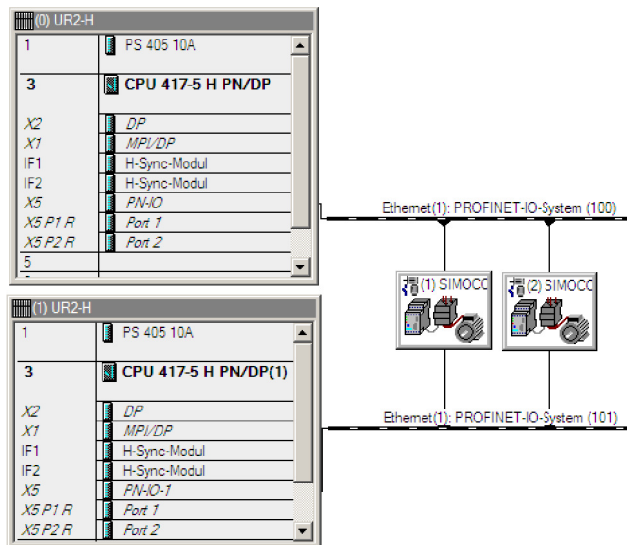 (0) UR2-H
1 PS 405 10A
3 CPU 417-5 H PN/DP
X2 DP
X1 MPI/DP
IF1 H-Sync-Modul
IF2 H-Sync-Modul
X5 PN-IO
X5 P1 R Port 1
X5 P2 R Port 2
5
Ethernet(1): PROFINET-IO-System (100)
(1) SIMOCC
(2) SIMOCC
(1) UR2-H
1 PS 405 10A
3 CPU 417-5 H PN/DP(1)
X2 DP
X1 MPI/DP
IF1 H-Sync-Modul
IF2 H-Sync-Modul
X5 PN-IO-1
X5 P1 R Port 1
X5 P2 R Port 2
Ethernet(1): PROFINET-IO-System (101)